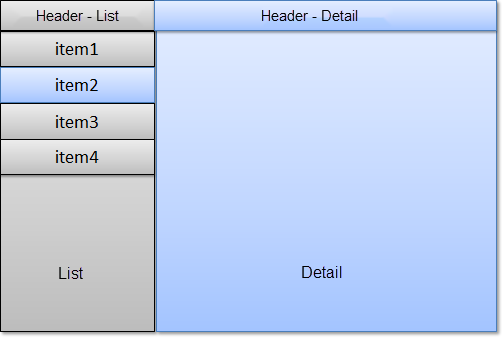 Header - List
Header - Detail
item1
item2
item3
item4
List
Detail